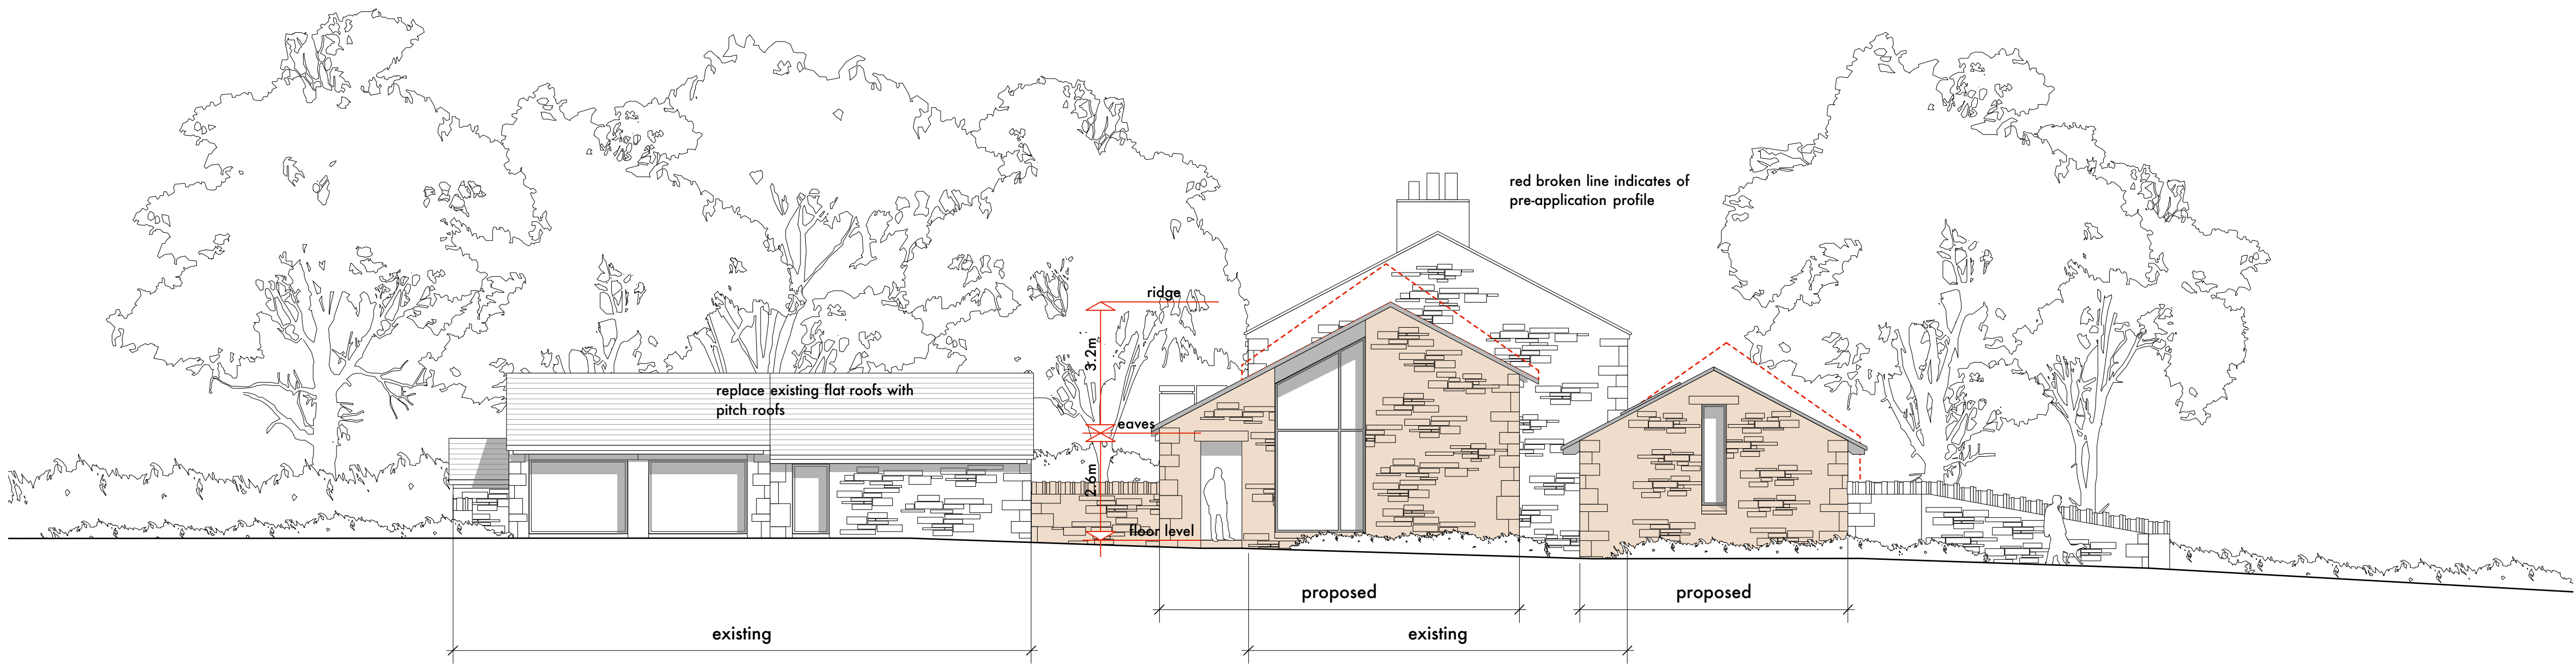 red broken line indicates of
pre-application profile
ridge
3.2m
replace existing flat roofs with
pitch roofs
eaves
2.6m
floor level
proposed
proposed
existing
existing